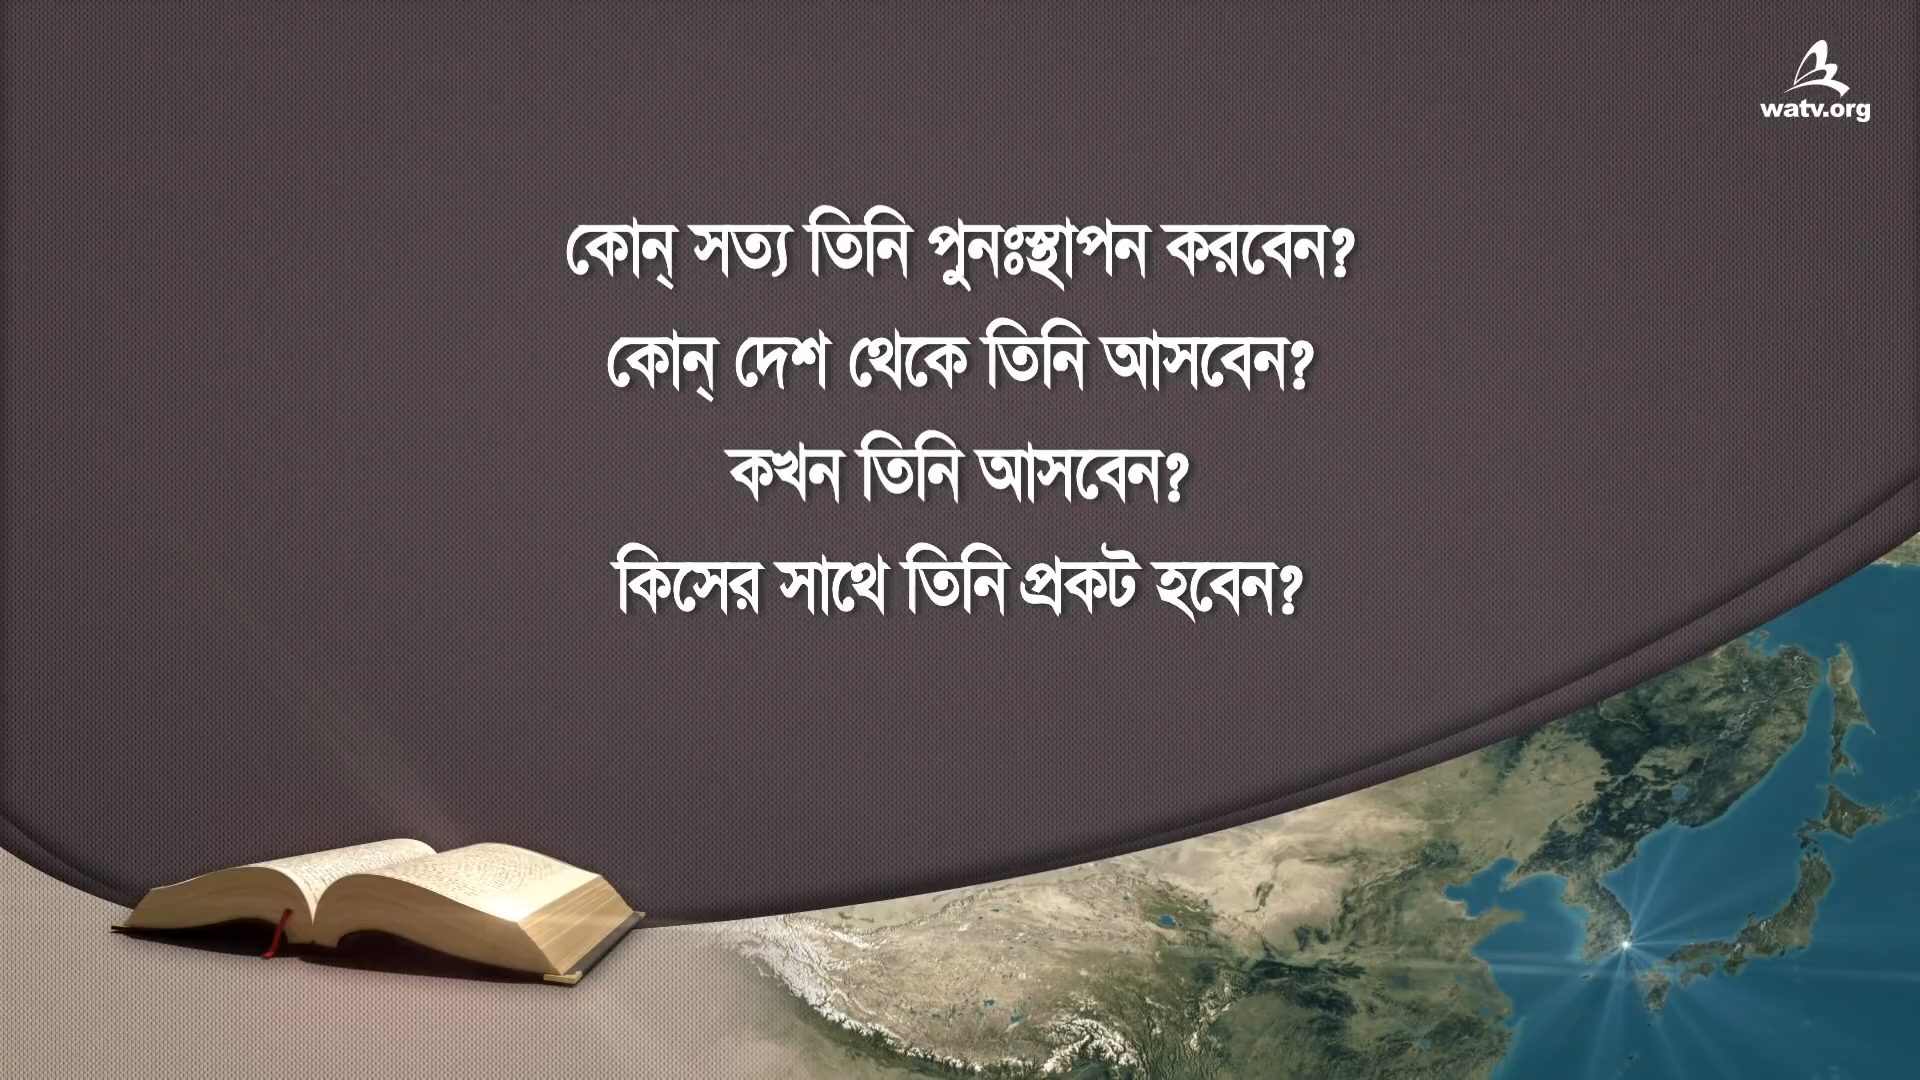 watv.org
কোন্ সত্য তিনি পুনঃস্থাপন করবেন?
কোন্ দেশ থেকে তিনি আসবেন?
কখন তিনি আসবেন?
কিসের সাথে তিনি প্রকট হবেন?